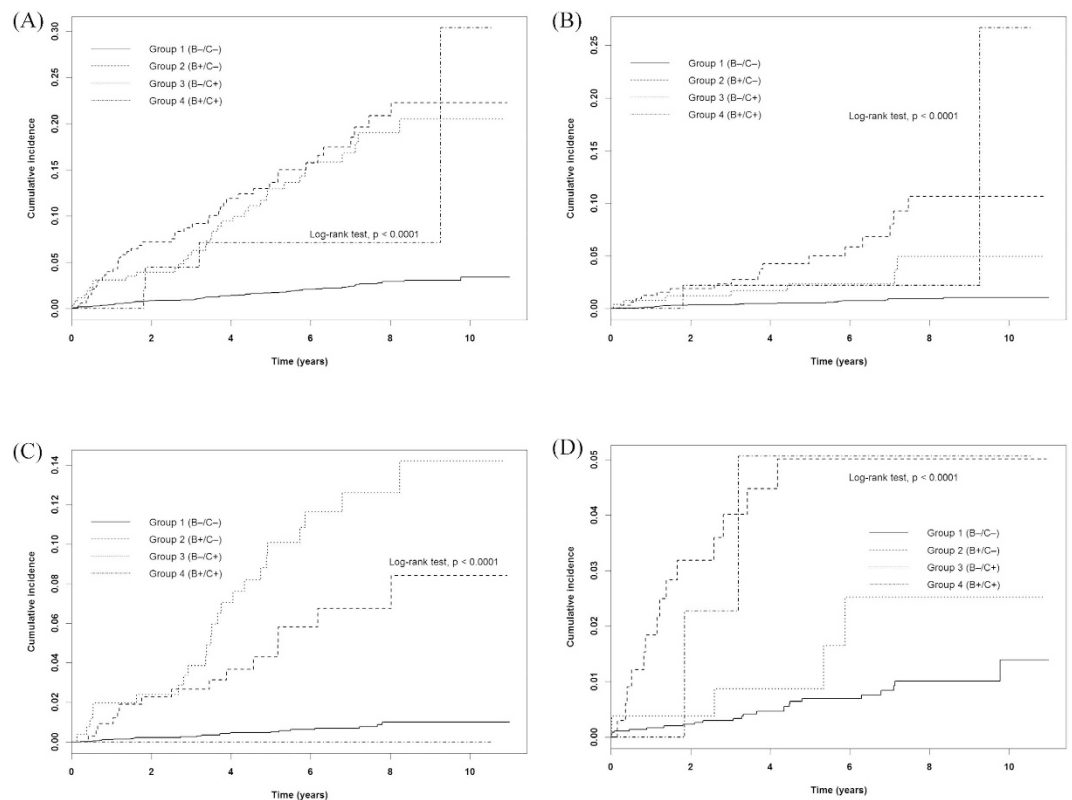 (A)
0.30
0.25
0.20
0.15
0.10
0.05
0.00
Cumulative incidence
Group 1 (B–/C–)
Group 2 (B+/C–)
Group 3 (B–/C+)
Group 4 (B+/C+)
Log-rank test, p < 0.0001
0 2 4 6 8 10
Time (years)
(B)
0.25
0.20
0.15
0.10
0.05
0.00
Cumulative incidence
Group 1 (B–/C–)
Group 2 (B+/C–)
Group 3 (B–/C+)
Group 4 (B+/C+)
Log-rank test, p < 0.0001
0 2 4 6 8 10
Time (years)
(C)
0.14
0.12
0.10
0.08
0.06
0.04
0.02
0.00
Cumulative incidence
Group 1 (B–/C–)
Group 2 (B+/C–)
Group 3 (B–/C+)
Group 4 (B+/C+)
Log-rank test, p < 0.0001
0 2 4 6 8 10
Time (years)
(D)
0.05
0.04
0.03
0.02
0.01
0.00
Cumulative incidence
Log-rank test, p < 0.0001
Group 1 (B–/C–)
Group 2 (B+/C–)
Group 3 (B–/C+)
Group 4 (B+/C+)
0 2 4 6 8 10
Time (years)